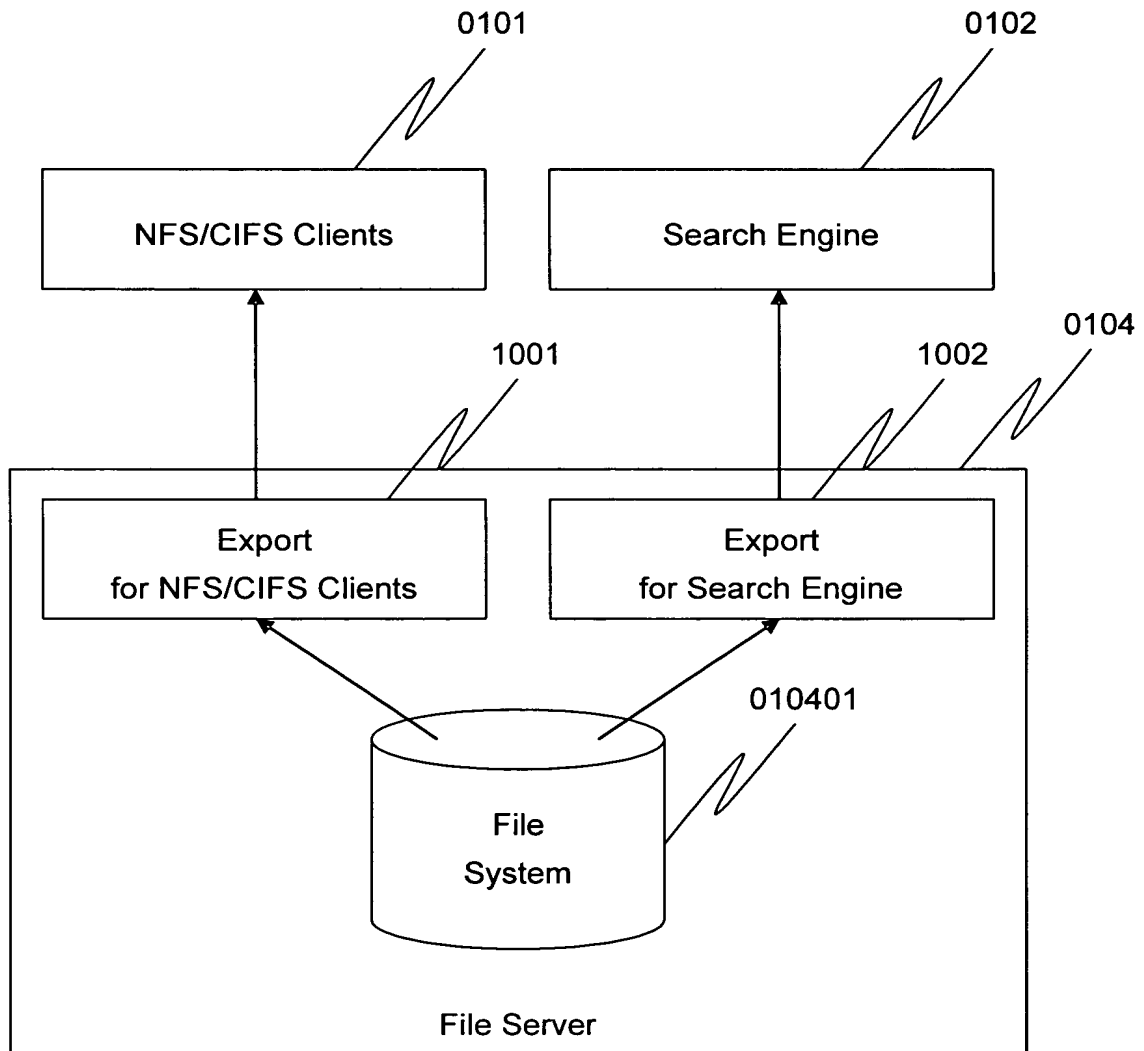 0101
0102
NFS/CIFS Clients
Search Engine
0104
1001
1002
Export
for NFS/CIFS Clients
Export
for Search Engine
010401
File
System
File Server